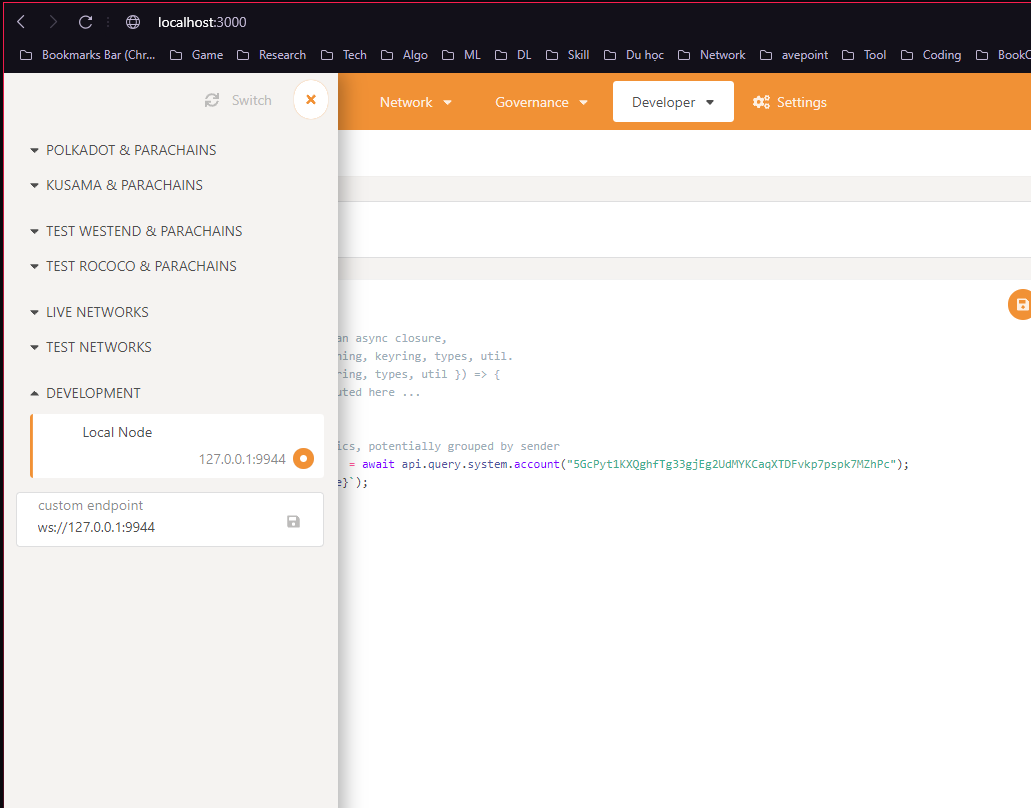 localhost:3000
Bookmarks Bar (Chr... Game Research Tech Algo ML DL Skill Du học Network avepoint Tool Coding
Switch Network Governance Developer Settings
POLKADOT & PARACHAINS
KUSAMA & PARACHAINS
TEST WESTEND & PARACHAINS
TEST ROCOCO & PARACHAINS
LIVE NETWORKS
TEST NETWORKS
DEVELOPMENT
Local Node
127.0.0.1:9944
custom endpoint
ws://127.0.0.1:9944
an async closure,
ning, keyring, types, util.
ring, types, util }) => {
uted here ...
ics, potentially grouped by sender
= await api.query.system.account("5GcPyt1KXQghfTg33gjEg2UdMYKCaqXTDFvkp7pspk7MZhPc");
e}`);